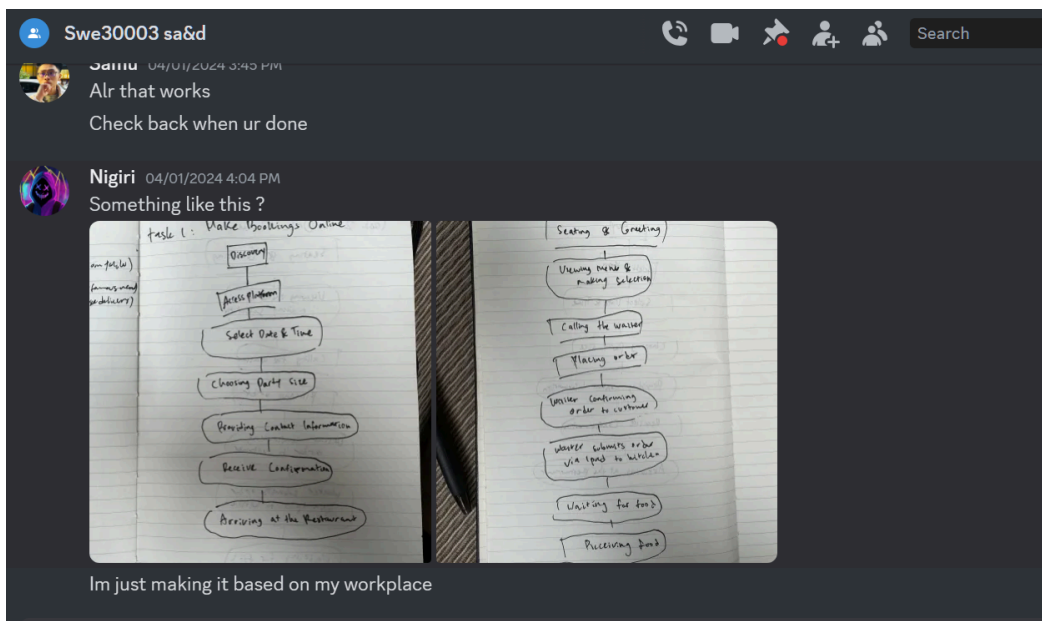 Swe30003 sa&d
Search
Samu 04/01/2024 3:45 PM
Alr that works
Check back when ur done
Nigiri 04/01/2024 4:04 PM
Something like this ?
task 1: Make Bookings Online
Discovery
Access Platform
Select Date & Time
Choosing Party Size
Providing Contact Information
Receive Confirmation
Arriving at the Restaurant
Seating & Greeting
Viewing menu &
making selection
Calling the waiter
Placing order
Waiter confirming
order to customer
Waiter submits order
via ipad to kitchen
Waiting for food
Receiving food
Im just making it based on my workplace